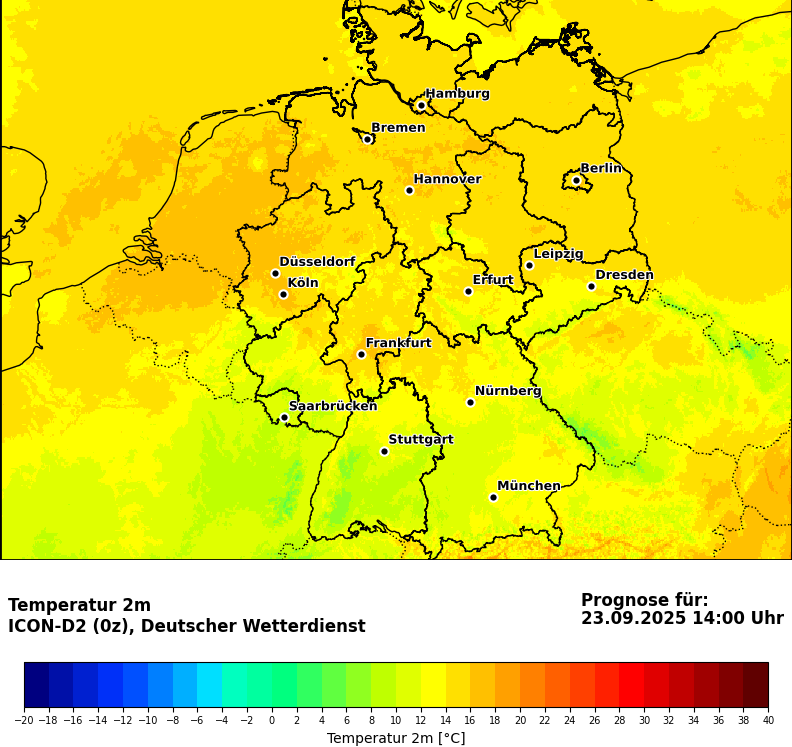 Hamburg
Bremen
Berlin
Hannover
Leipzig
Düsseldorf
Dresden
Köln
Erfurt
Frankfurt
Nürnberg
Saarbrücken
Stuttgart
München
Temperatur 2m
ICON-D2 (0z), Deutscher Wetterdienst
Prognose für:
23.09.2025 14:00 Uhr
−20 −18 −16 −14 −12 −10 −8 −6 −4 −2 0 2 4 6 8 10 12 14 16 18 20 22 24 26 28 30 32 34 36 38 40
Temperatur 2m [°C]